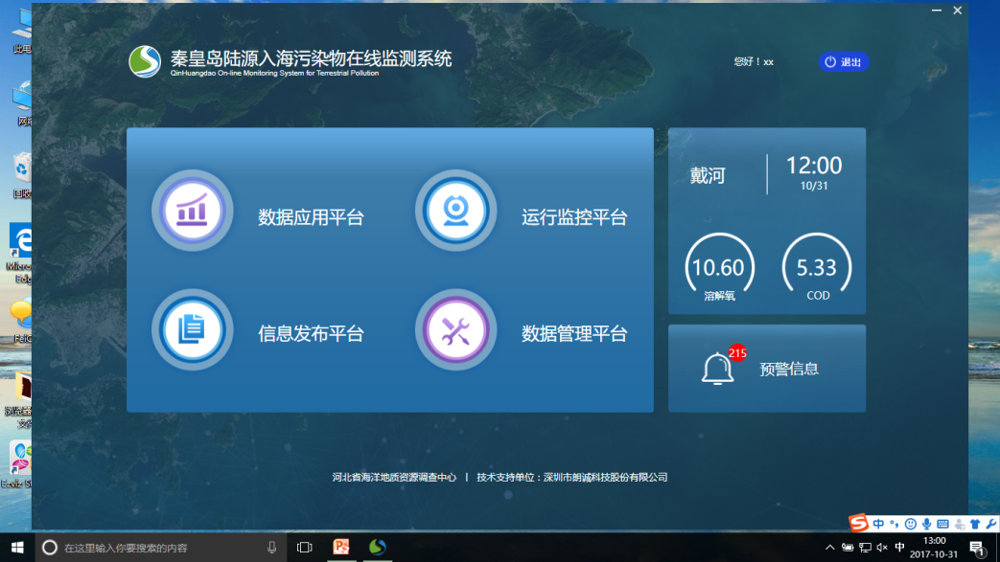 秦皇岛陆源入海污染物在线监测系统
QinHuangdao On-line Monitoring System for Terrestrial Pollution
您好！xx
退出
数据应用平台
运行监控平台
信息发布平台
数据管理平台
戴河
12:00
10/31
10.60
溶解氧
5.33
COD
215
预警信息
河北省海洋地质资源调查中心 | 技术支持单位：深圳市朗诚科技股份有限公司
此电
网络
回收
Micro
Edg
FeiQ
浏览器
文件
中
在这里输入你要搜索的内容
中
13:00
2017-10-31
1